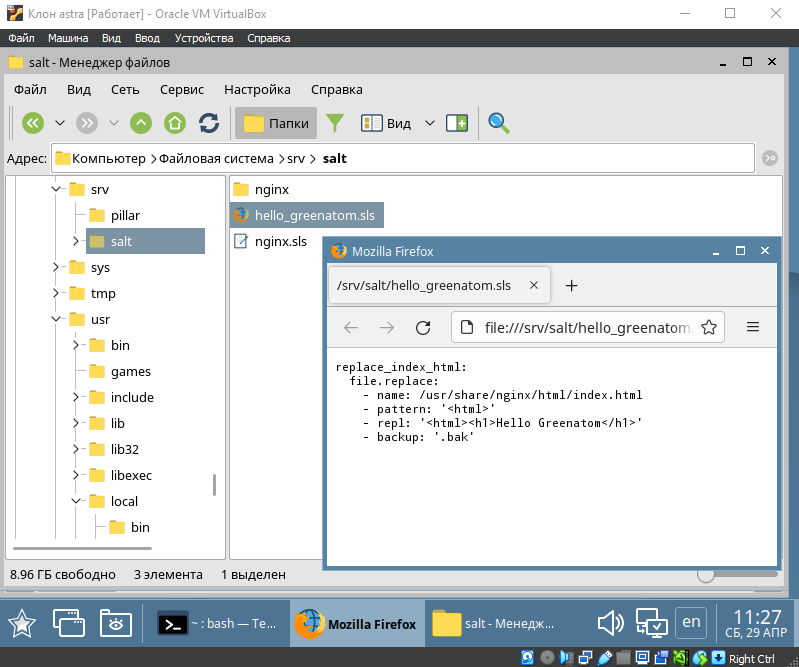 Клон astra [Работает] - Oracle VM VirtualBox
Файл Машина Вид Ввод Устройства Справка
salt - Менеджер файлов
Файл Вид Сеть Сервис Настройка Справка
Папки Вид
Адрес: Компьютер Файловая система srv salt
srv
pillar
salt
sys
tmp
usr
bin
games
include
lib
lib32
libexec
local
bin
nginx
hello_greenatom.sls
nginx.sls
Mozilla Firefox
/srv/salt/hello_greenatom.sls
file:///srv/salt/hello_greenatom
replace_index_html:
  file.replace:
    - name: /usr/share/nginx/html/index.html
    - pattern: '<html>'
    - repl: '<html><h1>Hello Greenatom</h1>'
    - backup: '.bak'
8.96 ГБ свободно 3 элемента 1 выделен
~ : bash — Te... Mozilla Firefox salt - Менедж... en 11:27
СБ, 29 АПР
Right Ctrl